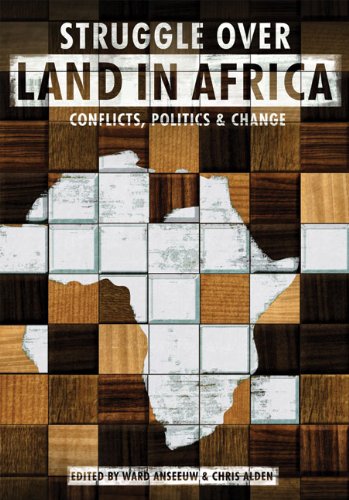 STRUGGLE OVER
LAND IN AFRICA
CONFLICTS, POLITICS & CHANGE
EDITED BY WARD ANSEEUW & CHRIS ALDEN